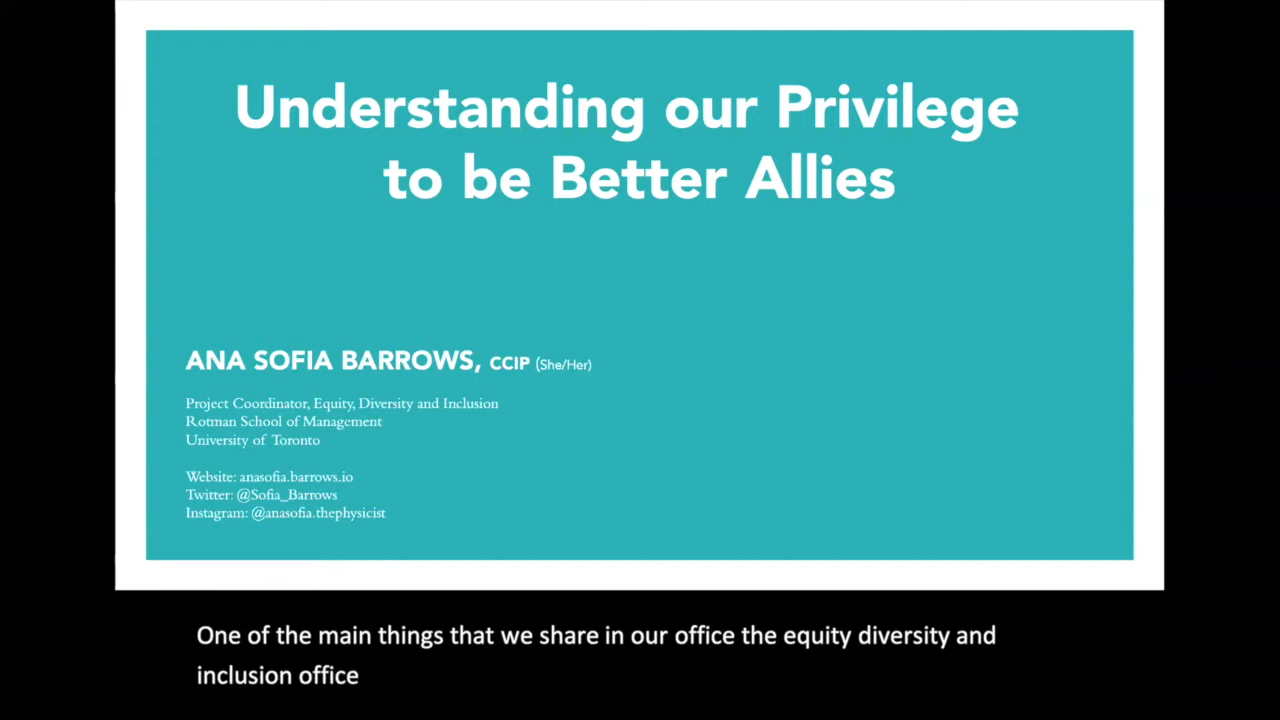 Understanding our Privilege
to be Better Allies
ANA SOFIA BARROWS, CCIP (She/Her)
Project Coordinator, Equity, Diversity and Inclusion
Rotman School of Management
University of Toronto
Website: anasofia.barrows.io
Twitter: @Sofia_Barrows
Instagram: @anasofia.thephysicist
One of the main things that we share in our office the equity diversity and
inclusion office